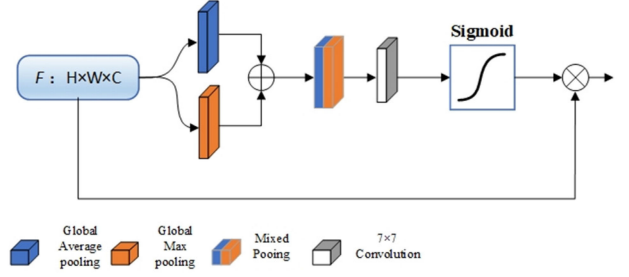 Sigmoid
F： H×W×C
Global
Average
pooling
Global
Max
pooling
Mixed
Pooing
7×7
Convolution